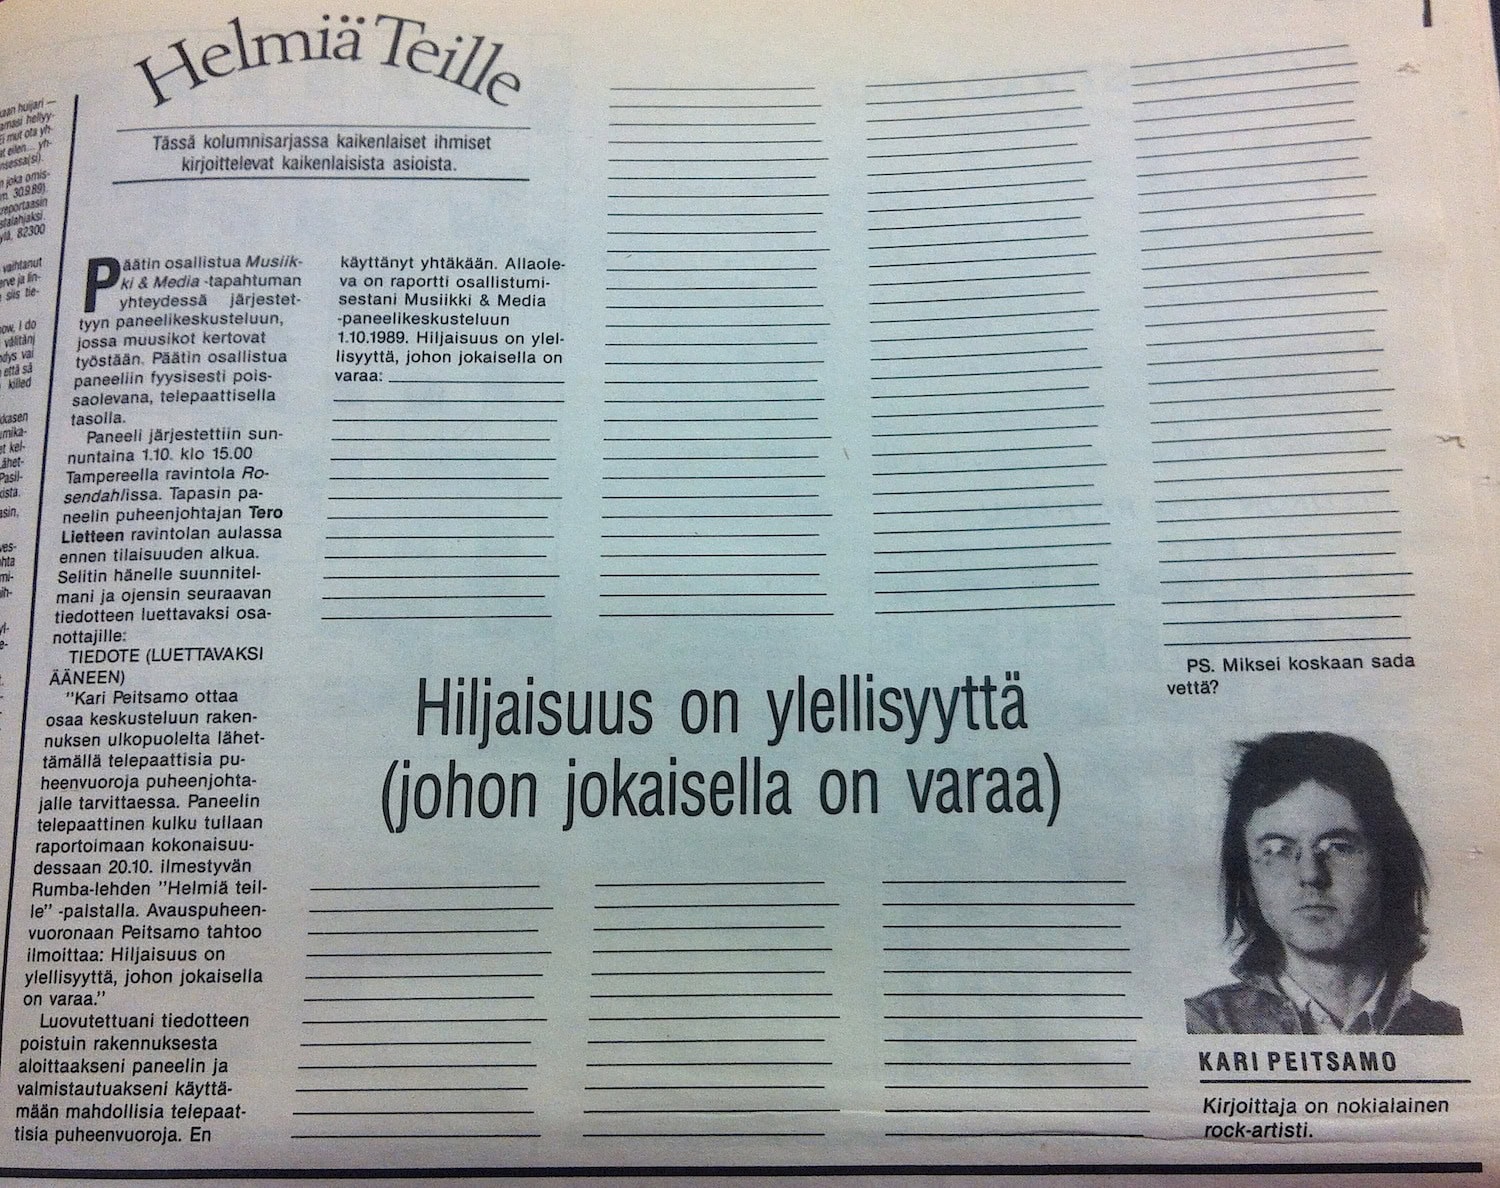 Helmiä Teille
Tässä kolumnisarjassa kaikenlaiset ihmiset
kirjoittelevat kaikenlaisista asioista.
Päätin osallistua Musiik-
ki & Media -tapahtuman
yhteydessä järjestet-
tyyn paneelikeskusteluun,
jossa muusikot kertovat
työstään. Päätin osallistua
paneeliin fyysisesti pois-
saolevana, telepaattisella
tasolla.
Paneeli järjestettiin sun-
nuntaina 1.10. klo 15.00
Tampereella ravintola Ro-
sendahlissa. Tapasin pa-
neelin puheenjohtajan Tero
Lietteen ravintolan aulassa
ennen tilaisuuden alkua.
Selitin hänelle suunnitel-
mani ja ojensin seuraavan
tiedotteen luettavaksi osa-
nottajille:
TIEDOTE (LUETTAVAKSI
ÄÄNEEN)
"Kari Peitsamo ottaa
osaa keskusteluun raken-
nuksen ulkopuolelta lähet-
tämällä telepaattisia pu-
heenvuoroja puheenjohta-
jalle tarvittaessa. Paneelin
telepaattinen kulku tullaan
raportoimaan kokonaisuu-
dessaan 20.10. ilmestyvän
Rumba-lehden "Helmiä teil-
le" -palstalla. Avauspuheen-
vuoronaan Peitsamo tahtoo
ilmoittaa: Hiljaisuus on
ylellisyyttä, johon jokaisella
on varaa."
Luovutettuani tiedotteen
poistuin rakennuksesta
aloittaakseni paneelin ja
valmistautuakseni käyttä-
mään mahdollisia telepaat-
tisia puheenvuoroja. En
käyttänyt yhtäkään. Allaole-
va on raportti osallistumi-
sestani Musiikki & Media
-paneelikeskusteluun
1.10.1989. Hiljaisuus on ylel-
lisyyttä, johon jokaisella on
varaa:
Hiljaisuus on ylellisyyttä
(johon jokaisella on varaa)
PS. Miksei koskaan sada
vettä?
KARI PEITSAMO
Kirjoittaja on nokialainen
rock-artisti.